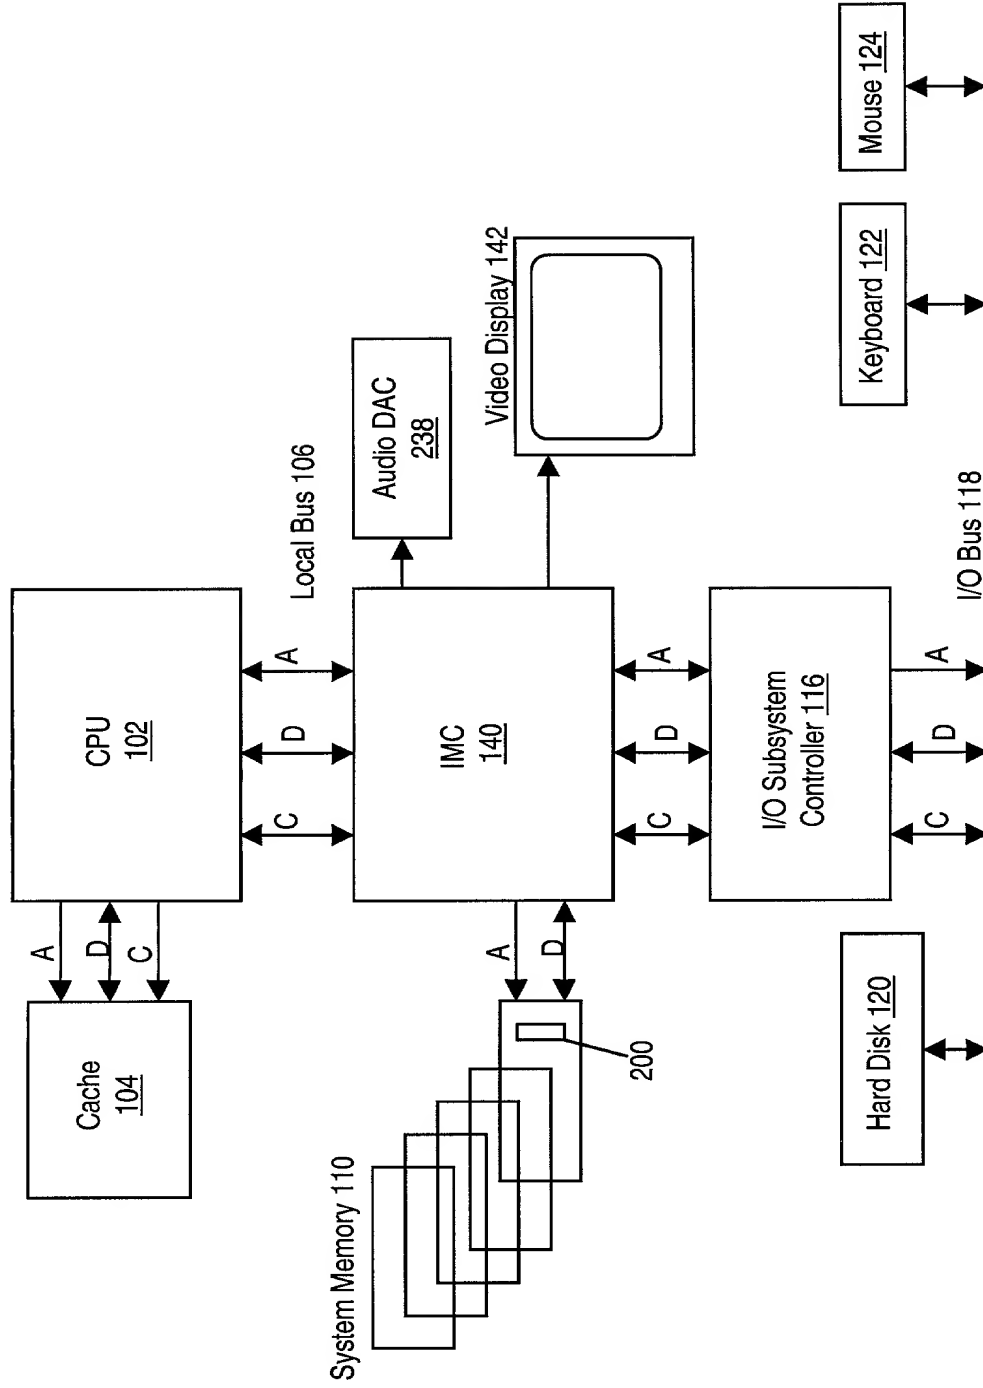 Cache
104
A
D
C
CPU
102
C
D
A
Local Bus 106
System Memory 110
200
A
D
IMC
140
Audio DAC
238
Video Display 142
C
D
A
I/O Subsystem
Controller 116
Hard Disk 120
C
D
A
I/O Bus 118
Keyboard 122
Mouse 124